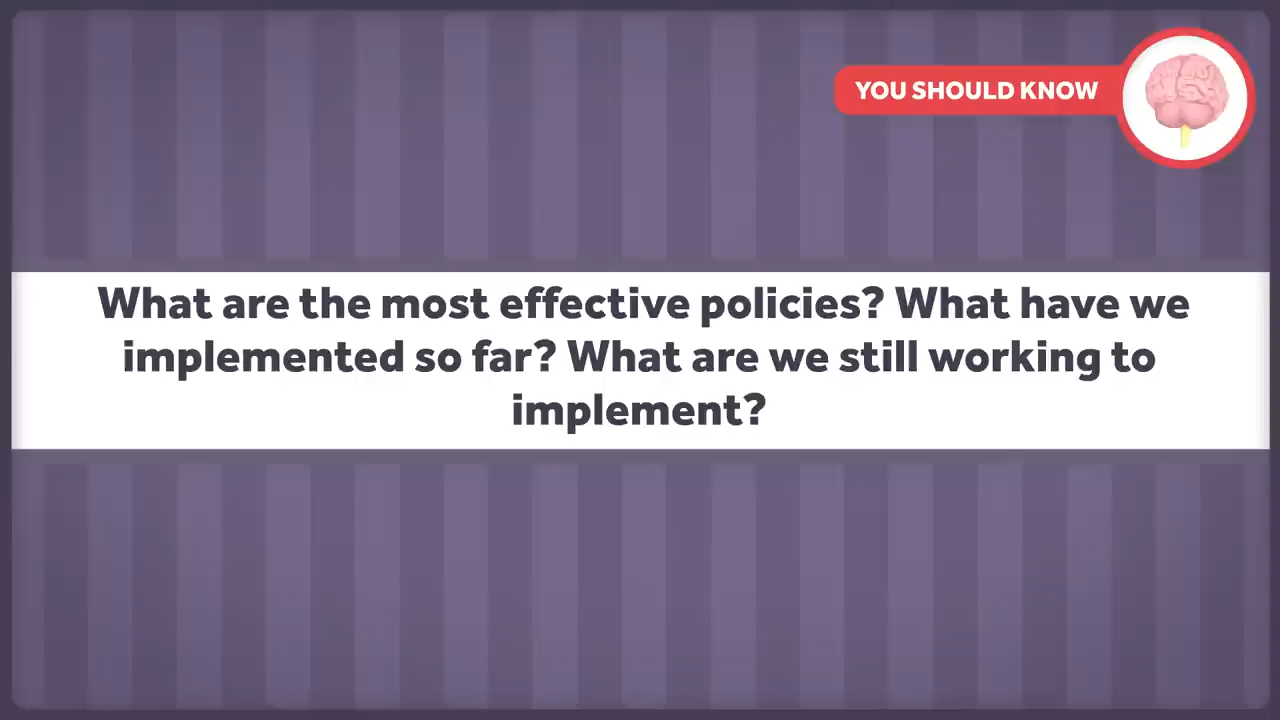 YOU SHOULD KNOW
What are the most effective policies? What have we
implemented so far? What are we still working to
implement?